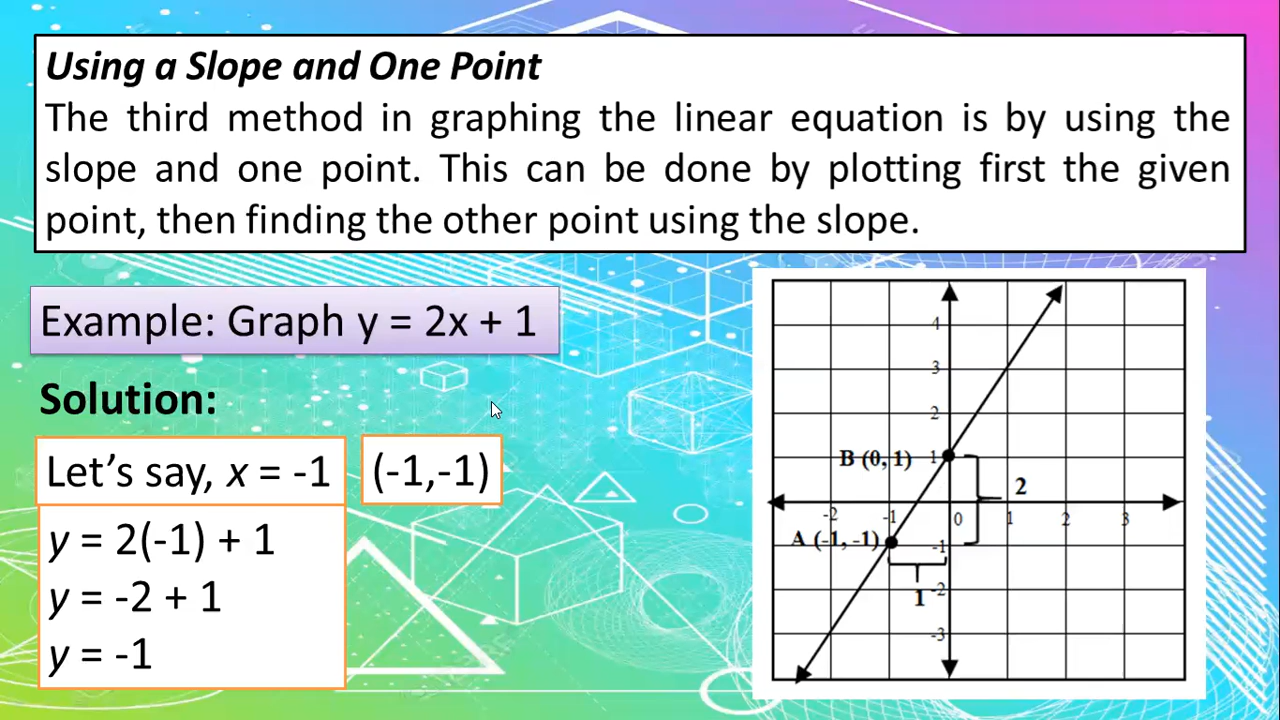 Using a Slope and One Point
The third method in graphing the linear equation is by using the
slope and one point. This can be done by plotting first the given
point, then finding the other point using the slope.
Example: Graph y = 2x + 1
Solution:
Let’s say, x = -1
(-1,-1)
y = 2(-1) + 1
y = -2 + 1
y = -1
4
3
2
B (0, 1) 1
2
-2 -1 0 1 2 3
A (-1, -1) -1
1 -2
-3